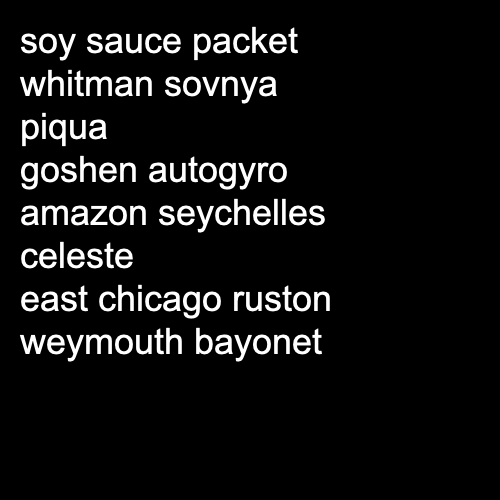 soy sauce packet
whitman sovnya
piqua
goshen autogyro
amazon seychelles
celeste
east chicago ruston
weymouth bayonet